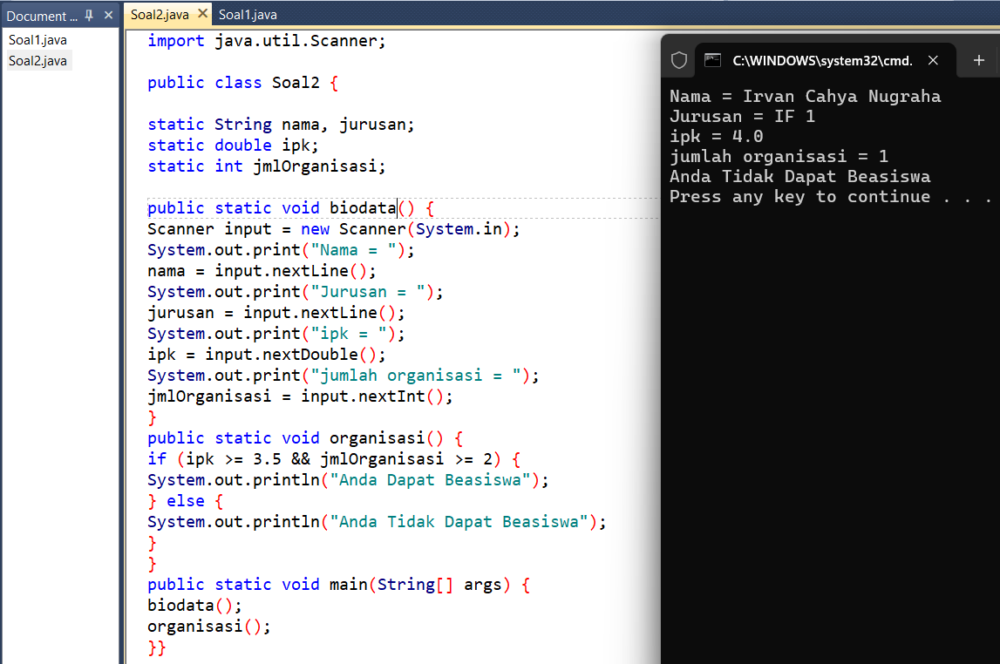 Document ...
Soal1.java
Soal2.java
Soal2.java Soal1.java
import java.util.Scanner;
public class Soal2 {
static String nama, jurusan;
static double ipk;
static int jmlOrganisasi;
public static void biodata() {
Scanner input = new Scanner(System.in);
System.out.print("Nama = ");
nama = input.nextLine();
System.out.print("Jurusan = ");
jurusan = input.nextLine();
System.out.print("ipk = ");
ipk = input.nextDouble();
System.out.print("jumlah organisasi = ");
jmlOrganisasi = input.nextInt();
}
public static void organisasi() {
if (ipk >= 3.5 && jmlOrganisasi >= 2) {
System.out.println("Anda Dapat Beasiswa");
} else {
System.out.println("Anda Tidak Dapat Beasiswa");
}
}
public static void main(String[] args) {
biodata();
organisasi();
}}
C:\WINDOWS\system32\cmd.
Nama = Irvan Cahya Nugraha
Jurusan = IF 1
ipk = 4.0
jumlah organisasi = 1
Anda Tidak Dapat Beasiswa
Press any key to continue . . .